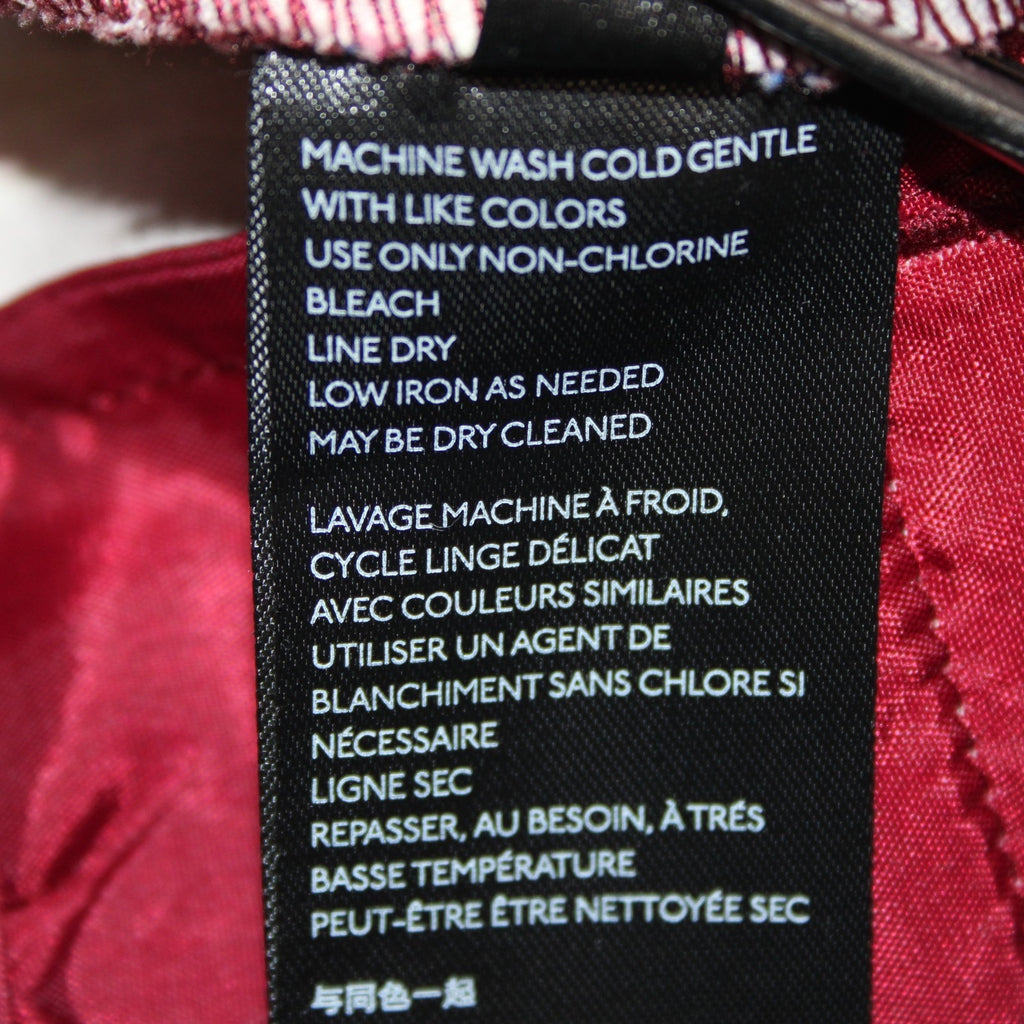 MACHINE WASH COLD GENTLE
WITH LIKE COLORS
USE ONLY NON-CHLORINE
BLEACH
LINE DRY
LOW IRON AS NEEDED
MAY BE DRY CLEANED
LAVAGE MACHINE À FROID,
CYCLE LINGE DÉLICAT
AVEC COULEURS SIMILAIRES
UTILISER UN AGENT DE
BLANCHIMENT SANS CHLORE SI
NÉCESSAIRE
LIGNE SEC
REPASSER, AU BESOIN, À TRÉS
BASSE TEMPÉRATURE
PEUT-ÊTRE ÊTRE NETTOYÉE SEC
与同色一起